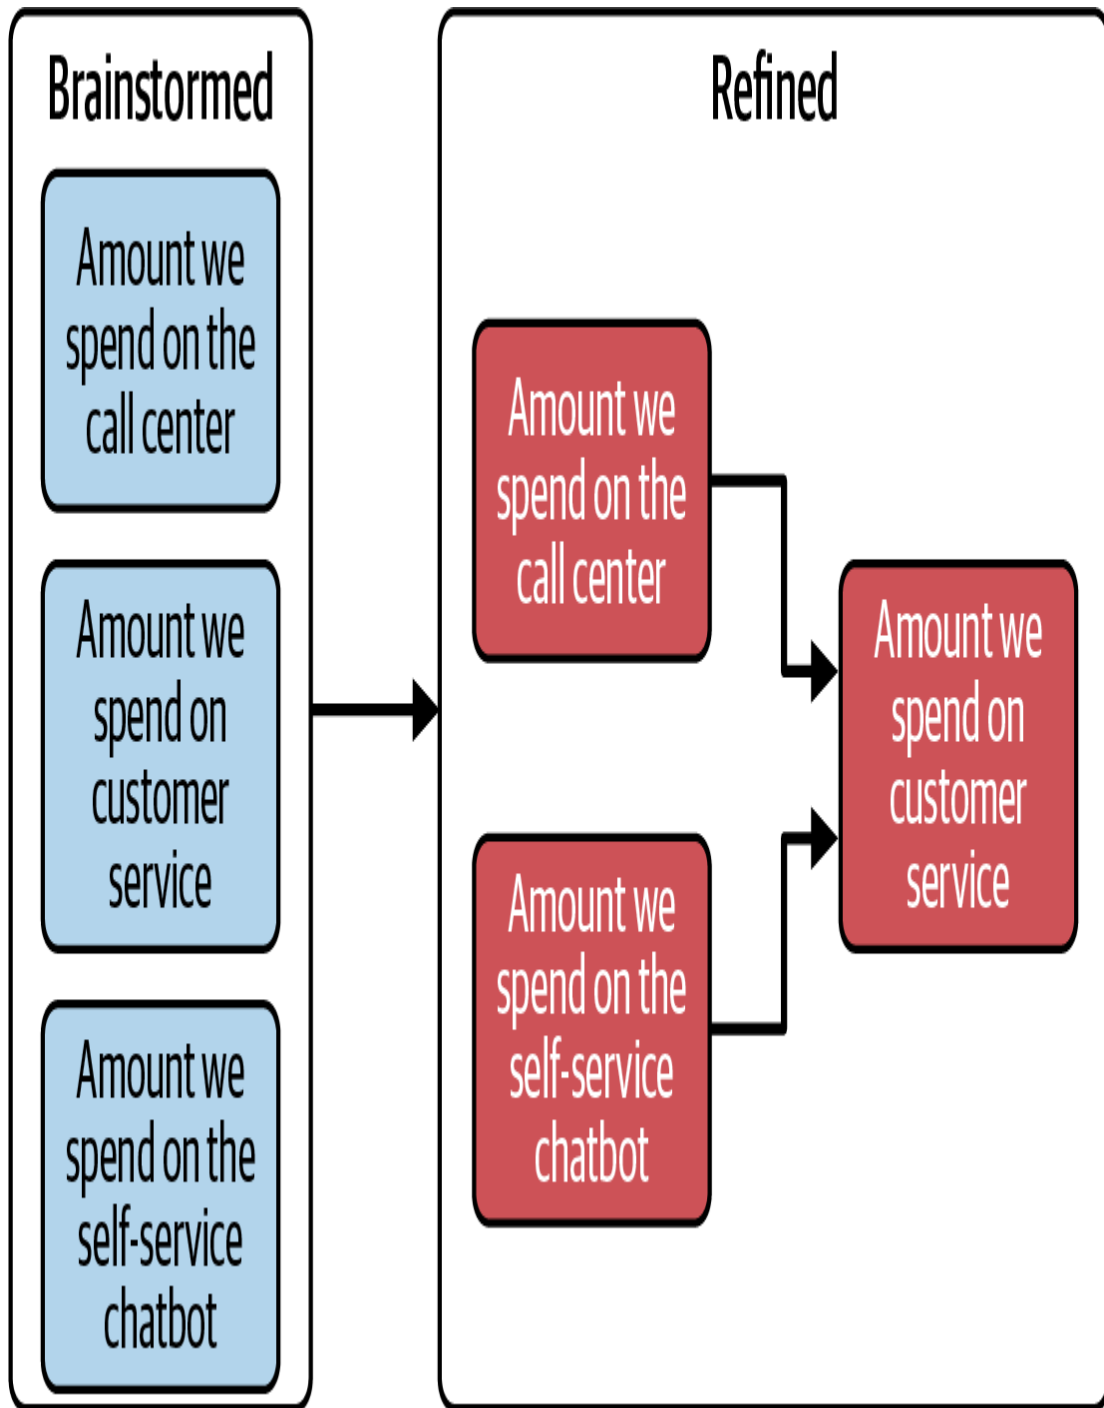 Brainstormed
Amount we
spend on the
call center
Amount we
spend on
customer
service
Amount we
spend on the
self-service
chatbot
Refined
Amount we
spend on the
call center
Amount we
spend on the
self-service
chatbot
Amount we
spend on
customer
service